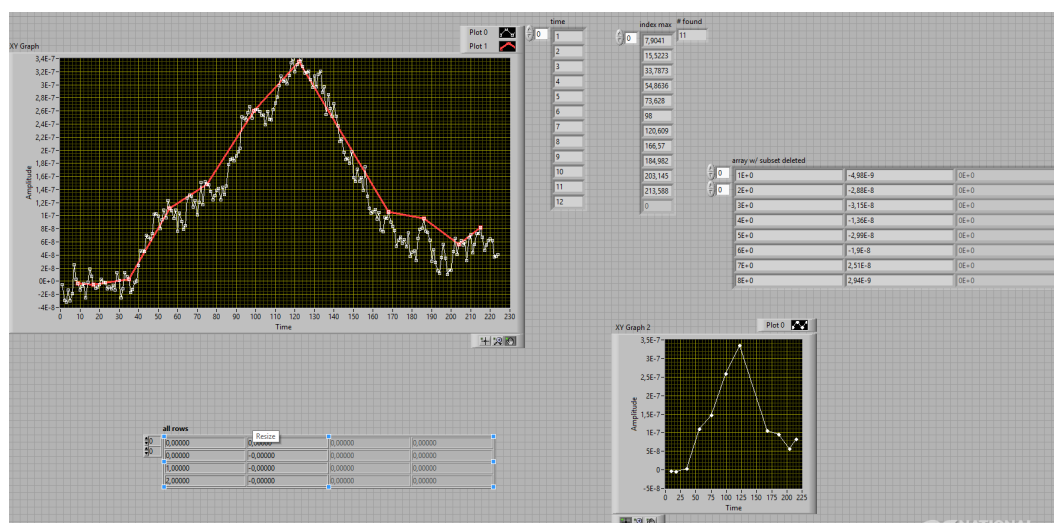 XY Graph
Plot 0
Plot 1
3,4E-7
3,2E-7
3E-7
2,8E-7
2,6E-7
2,4E-7
2,2E-7
2E-7
1,8E-7
1,6E-7
1,4E-7
1,2E-7
1E-7
8E-8
6E-8
4E-8
2E-8
0E+0
-2E-8
-4E-8
Amplitude
0 10 20 30 40 50 60 70 80 90 100 110 120 130 140 150 160 170 180 190 200 210 220 230
Time
time
0
1
2
3
4
5
6
7
8
9
10
11
12
index max
0
7,9041
15,5223
33,7873
54,8636
73,628
98
120,609
166,57
184,982
203,145
213,588
0
# found
11
array w/ subset deleted
0
0
1E+0 -4,98E-9 0E+0
2E+0 -2,88E-8 0E+0
3E+0 -3,15E-8 0E+0
4E+0 -1,36E-8 0E+0
5E+0 -2,99E-8 0E+0
6E+0 -1,9E-8 0E+0
7E+0 2,51E-8 0E+0
8E+0 2,94E-9 0E+0
all rows
0
0
Resize
0,00000 0,00000 0,00000 0,00000
0,00000 -0,00000 0,00000 0,00000
1,00000 -0,00000 0,00000 0,00000
2,00000 -0,00000 0,00000 0,00000
XY Graph 2
Plot 0
3,5E-7
3E-7
2,5E-7
2E-7
1,5E-7
1E-7
5E-8
0
-5E-8
Amplitude
0 25 50 75 100 125 150 175 200 225
Time
NATIONAL